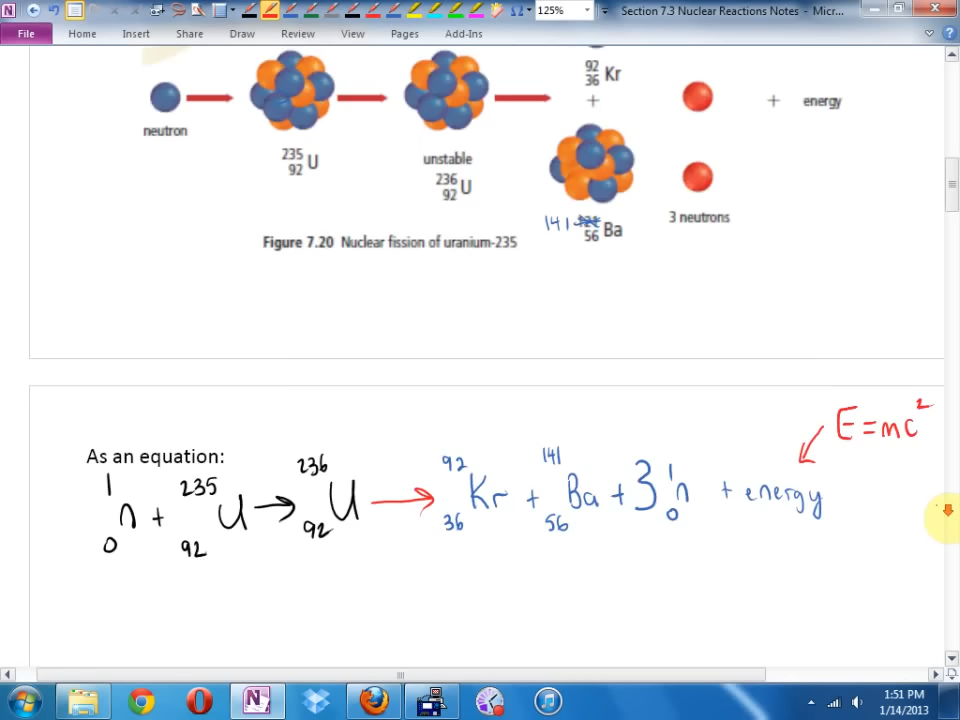 125%
Section 7.3 Nuclear Reactions Notes - Micr...
File Home Insert Share Draw Review Pages View Add-Ins
92
36 Kr
+
+ energy
neutron
235
92 U
unstable
236
92 U
3 neutrons
141
56 Ba
Figure 7.20 Nuclear fission of uranium-235
E=mc²
As an equation:
1 0 n + 235 92 U → 236 92 U → 92 36 Kr + 141 56 Ba + 3 1 0 n + energy
1:51 PM
1/14/2013